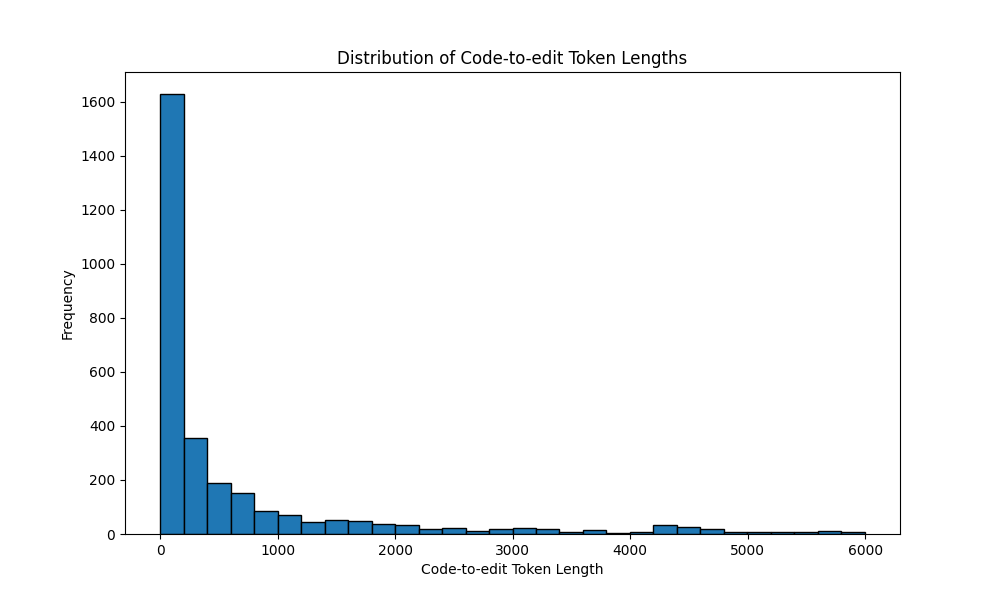 Distribution of Code-to-edit Token Lengths
1600
1400
1200
1000
800
600
400
200
0
Frequency
0 1000 2000 3000 4000 5000 6000
Code-to-edit Token Length